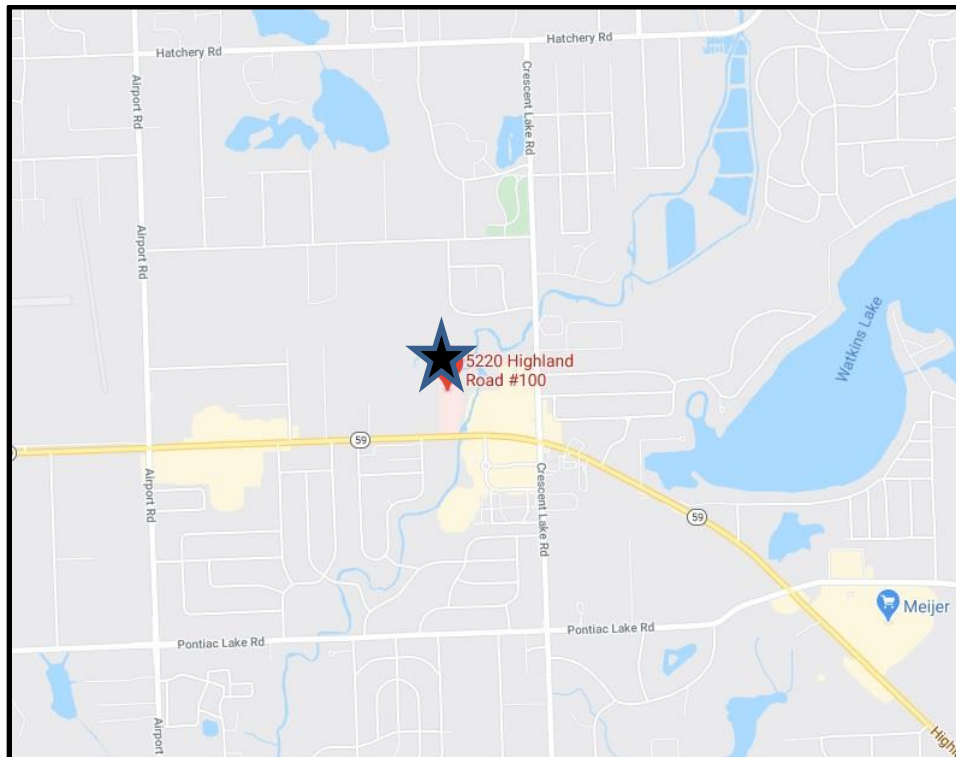 Hatchery Rd
Hatchery Rd
Airport Rd
Crescent Lake Rd
Airport Rd
Watkins Lake
5220 Highland
Road #100
59
Airport Rd
Crescent Lake Rd
59
Meijer
Pontiac Lake Rd
Pontiac Lake Rd
Airport